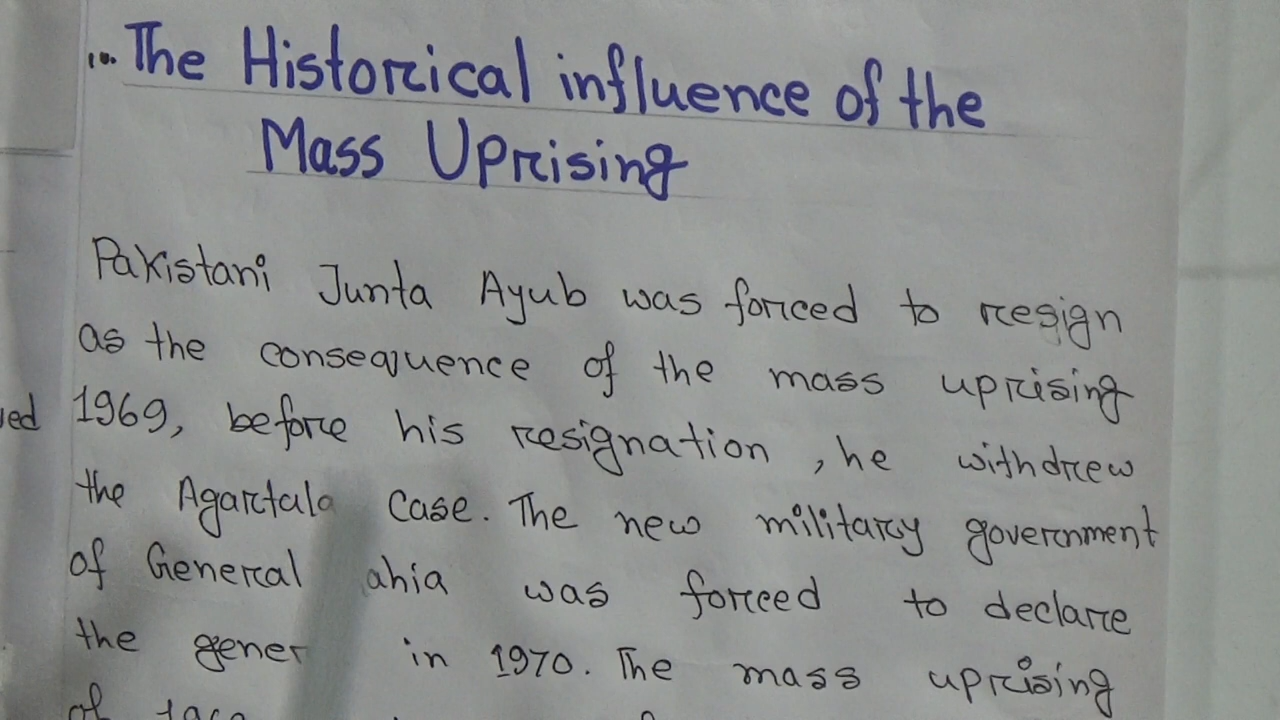 The Historical influence of the
Mass Uprising
Pakistani Junta Ayub was forced to resign
as the consequence of the mass uprising
1969, before his resignation, he withdrew
the Agartala Case. The new military government
of General ahia was forced to declare
the gener in 1970. The mass uprising
of
ed